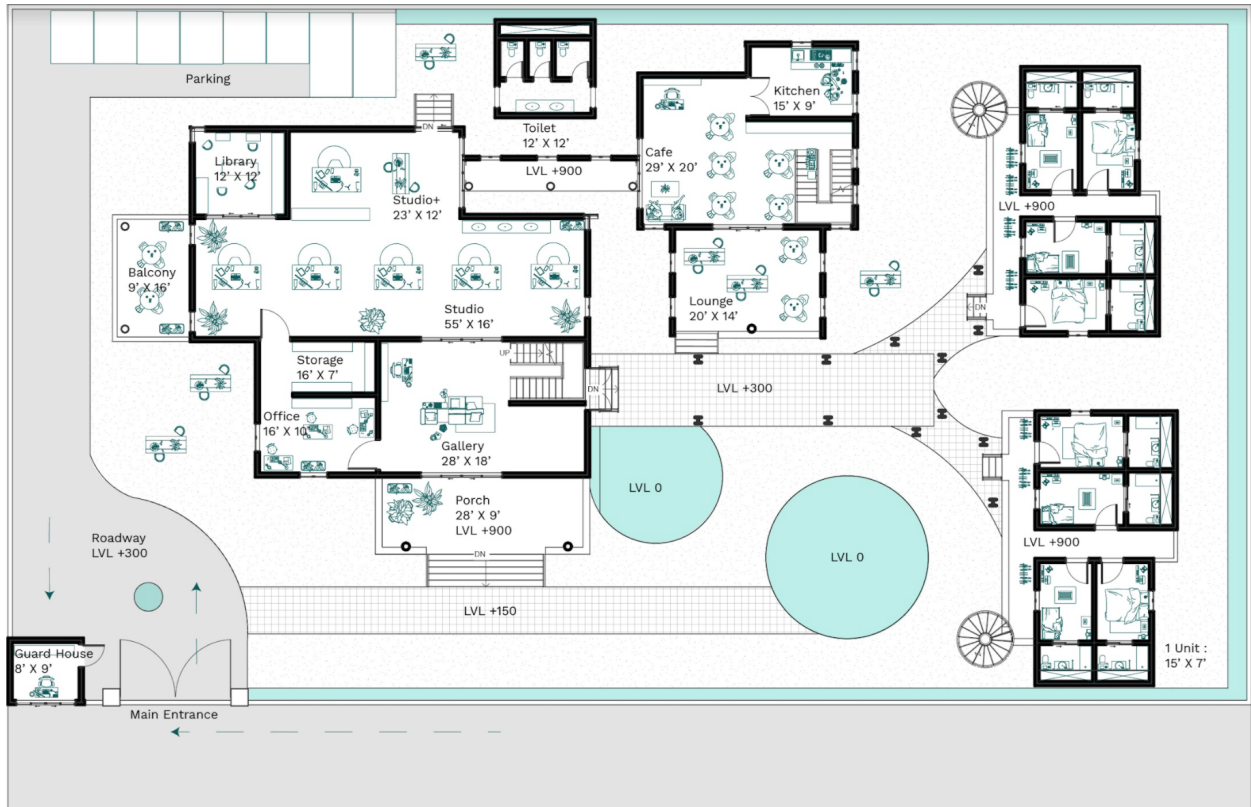 Parking
Kitchen
15' X 9'
DN
Toilet
12' X 12'
Cafe
29' X 20'
Library
12' X 12'
LVL +900
Studio+
23' X 12'
LVL +900
Balcony
9' X 16'
Lounge
20' X 14'
DN
Studio
55' X 16'
UP
Storage
16' X 7'
DN
LVL +300
Office
16' X 10'
Gallery
28' X 18'
LVL 0
Porch
28' X 9'
LVL +900
Roadway
LVL +300
LVL +900
DN
LVL 0
LVL +150
1 Unit :
15' X 7'
Guard House
8' X 9'
Main Entrance